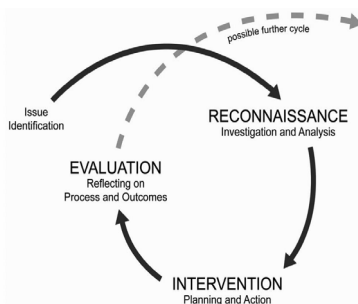 possible further cycle
Issue
Identification
RECONNAISSANCE
Investigation and Analysis
EVALUATION
Reflecting on
Process and Outcomes
INTERVENTION
Planning and Action